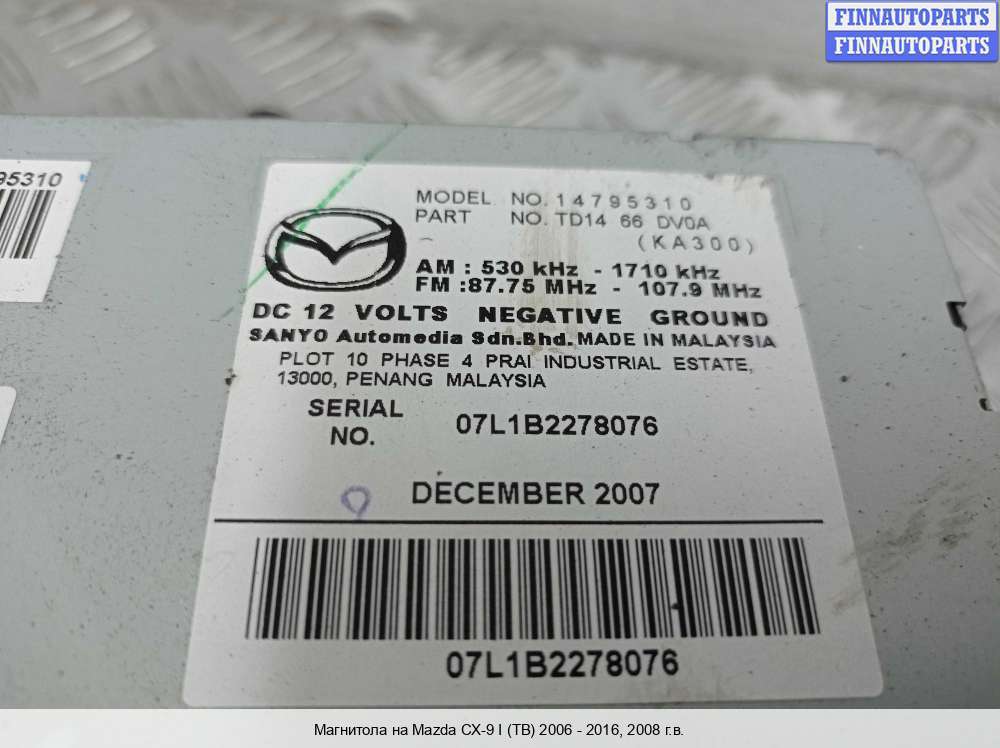 FINNAUTOPARTS
FINNAUTOPARTS
95310
MODEL NO. 14795310
PART NO. TD14 66 DV0A
(KA300)
AM : 530 kHz - 1710 kHz
FM :87.75 MHz - 107.9 MHz
DC 12 VOLTS NEGATIVE GROUND
SANYO Automedia Sdn.Bhd. MADE IN MALAYSIA
PLOT 10 PHASE 4 PRAI INDUSTRIAL ESTATE,
13000, PENANG MALAYSIA
SERIAL NO. 07L1B2278076
DECEMBER 2007
07L1B2278076
Магнитола на Mazda CX-9 I (TB) 2006 - 2016, 2008 г.в.